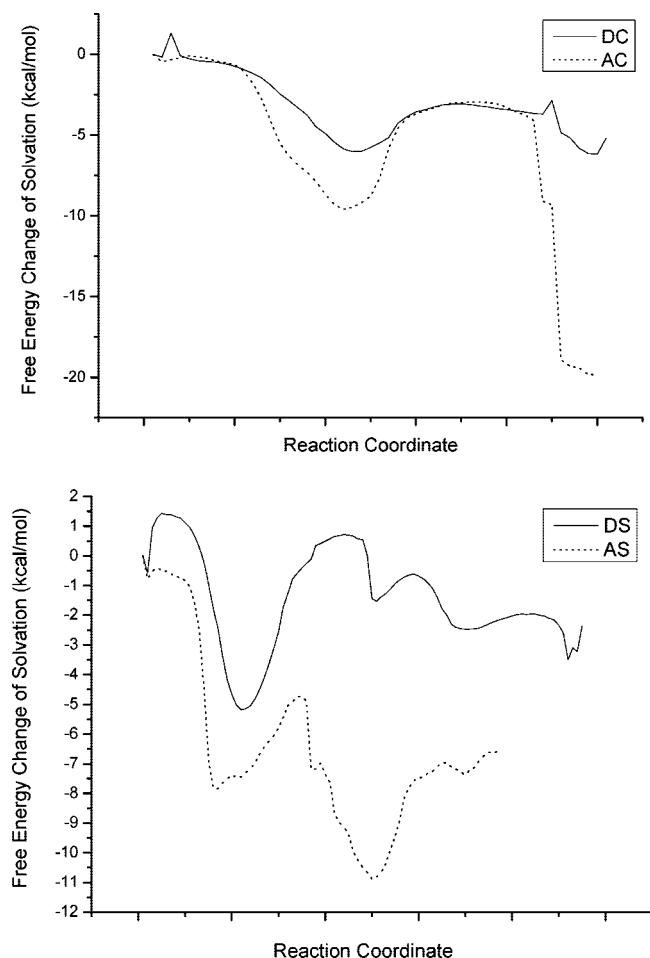 Free Energy Change of Solvation (kcal/mol)
0
-5
-10
-15
-20
DC
AC
Reaction Coordinate
Free Energy Change of Solvation (kcal/mol)
2
1
0
-1
-2
-3
-4
-5
-6
-7
-8
-9
-10
-11
-12
DS
AS
Reaction Coordinate